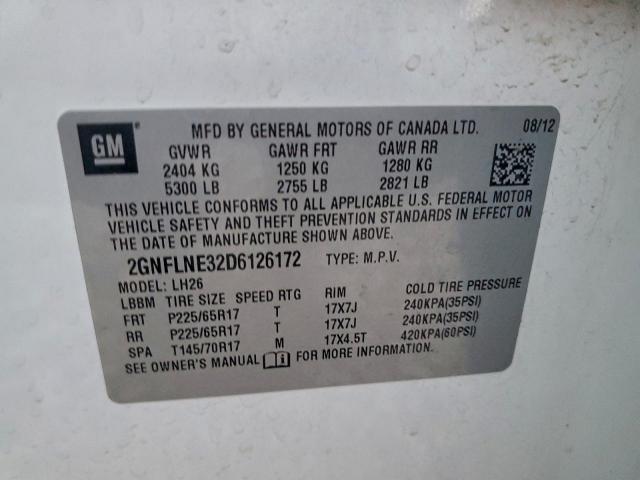 GM
MFD BY GENERAL MOTORS OF CANADA LTD. 08/12
GVWR GAWR FRT GAWR RR
2404 KG 1250 KG 1280 KG
5300 LB 2755 LB 2821 LB
THIS VEHICLE CONFORMS TO ALL APPLICABLE U.S. FEDERAL MOTOR
VEHICLE SAFETY AND THEFT PREVENTION STANDARDS IN EFFECT ON
THE DATE OF MANUFACTURE SHOWN ABOVE.
2GNFLNE32D6126172 TYPE: M.P.V.
MODEL: LH26
LBBM TIRE SIZE SPEED RTG RIM COLD TIRE PRESSURE
FRT P225/65R17 T 17X7J 240KPA(35PSI)
RR P225/65R17 T 17X7J 240KPA(35PSI)
SPA T145/70R17 M 17X4.5T 420KPA(60PSI)
SEE OWNER'S MANUAL FOR MORE INFORMATION.